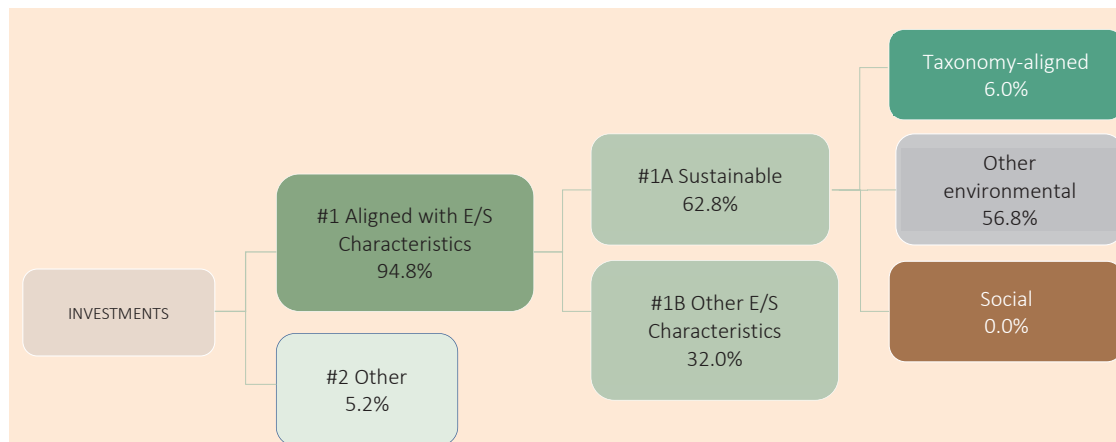 INVESTMENTS
#1 Aligned with E/S
Characteristics
94.8%
#2 Other
5.2%
#1A Sustainable
62.8%
#1B Other E/S
Characteristics
32.0%
Taxonomy-aligned
6.0%
Other
environmental
56.8%
Social
0.0%